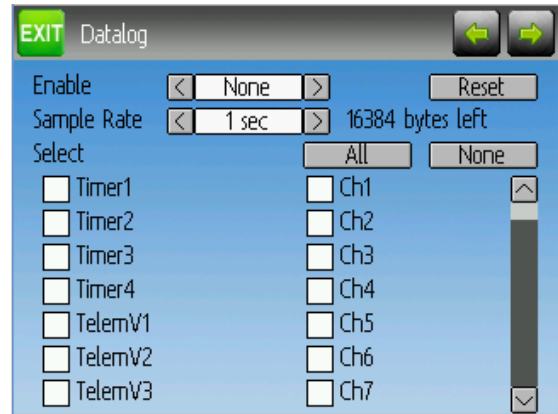 EXIT Datalog
Enable < None > Reset
Sample Rate < 1 sec > 16384 bytes left
Select All None
Timer1 Ch1
Timer2 Ch2
Timer3 Ch3
Timer4 Ch4
TelemV1 Ch5
TelemV2 Ch6
TelemV3 Ch7